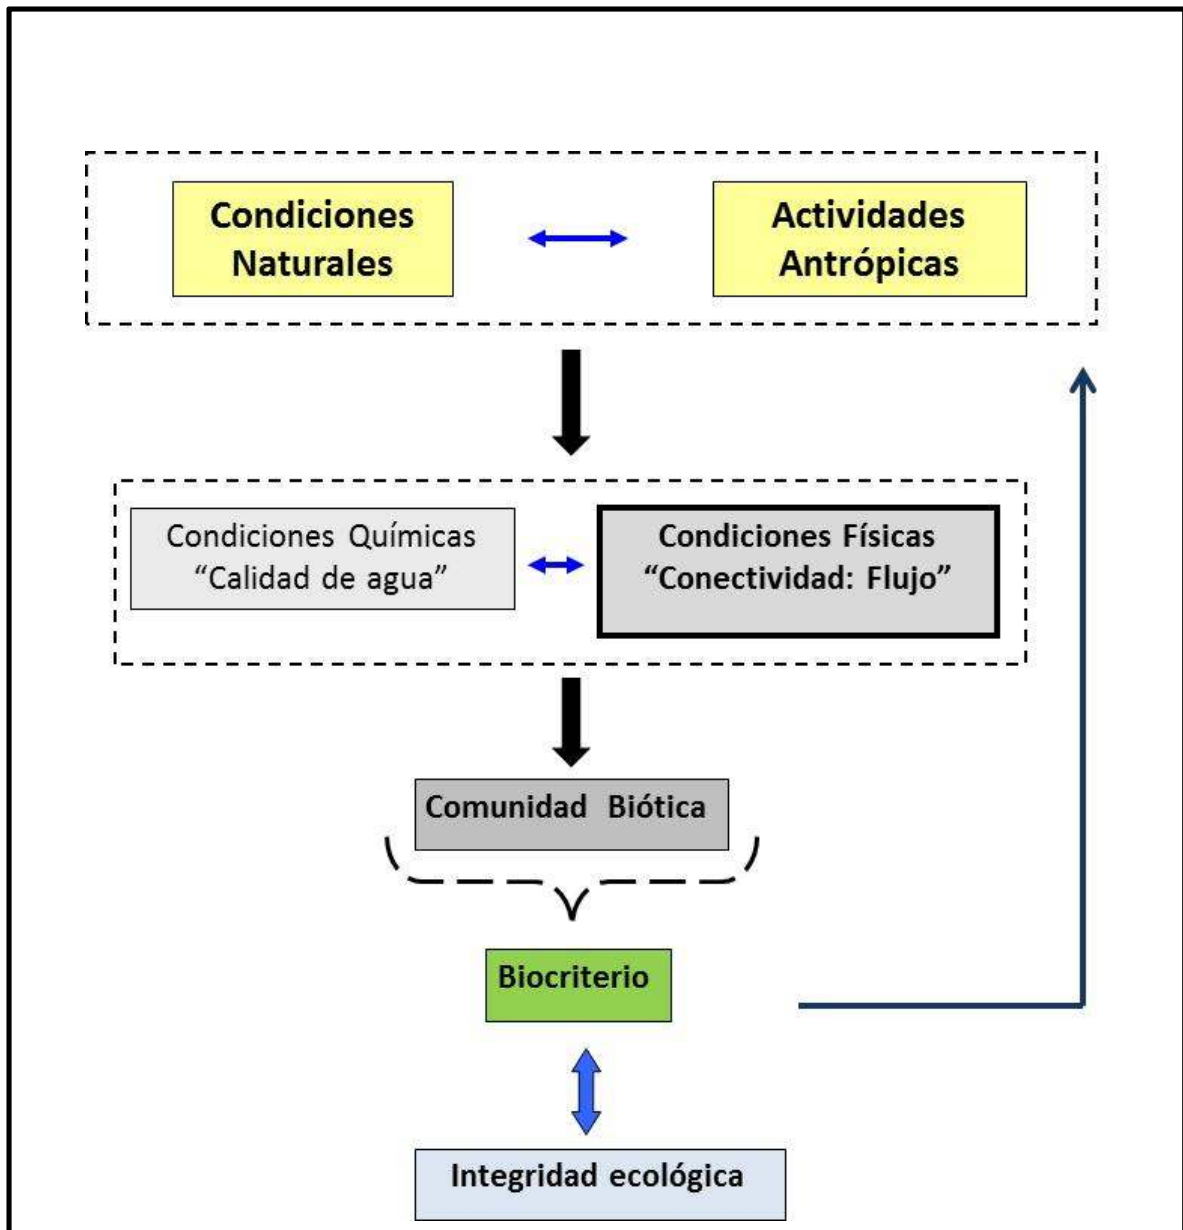 Condiciones
Naturales
Actividades
Antrópicas
Condiciones Químicas
“Calidad de agua”
Condiciones Físicas
“Conectividad: Flujo”
Comunidad Biótica
Biocriterio
Integridad ecológica